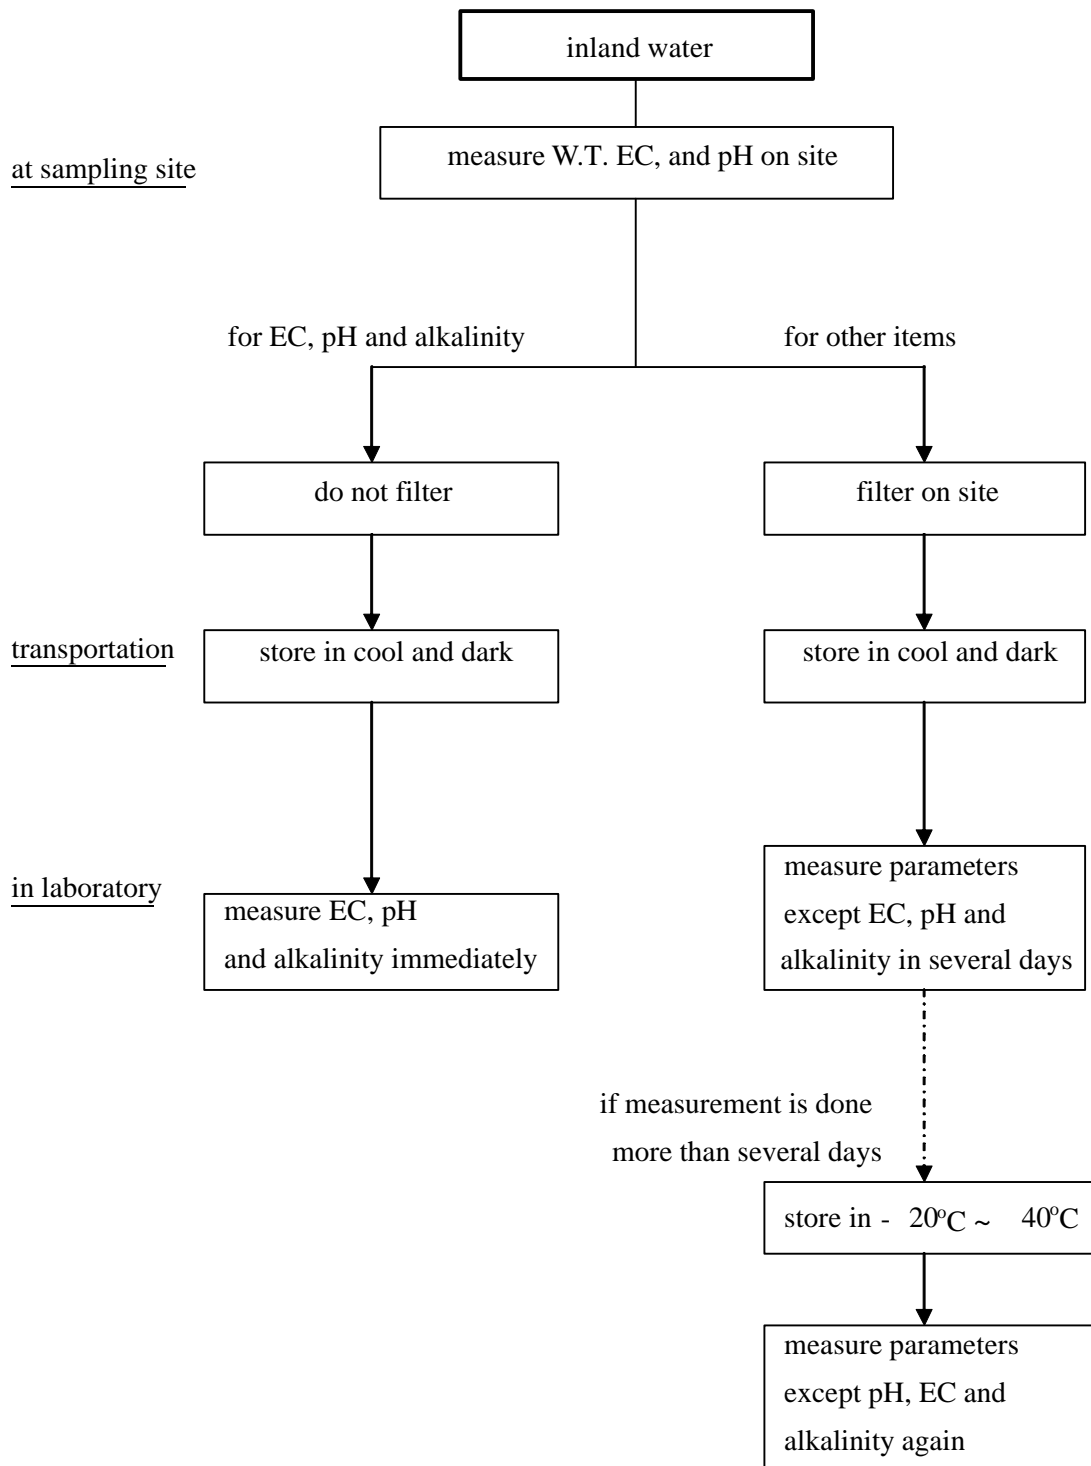 inland water
measure W.T. EC, and pH on site
at sampling site
for EC, pH and alkalinity
for other items
do not filter
filter on site
transportation
store in cool and dark
store in cool and dark
in laboratory
measure EC, pH
and alkalinity immediately
measure parameters
except EC, pH and
alkalinity in several days
if measurement is done
more than several days
store in - 20°C ~ 40°C
measure parameters
except pH, EC and
alkalinity again